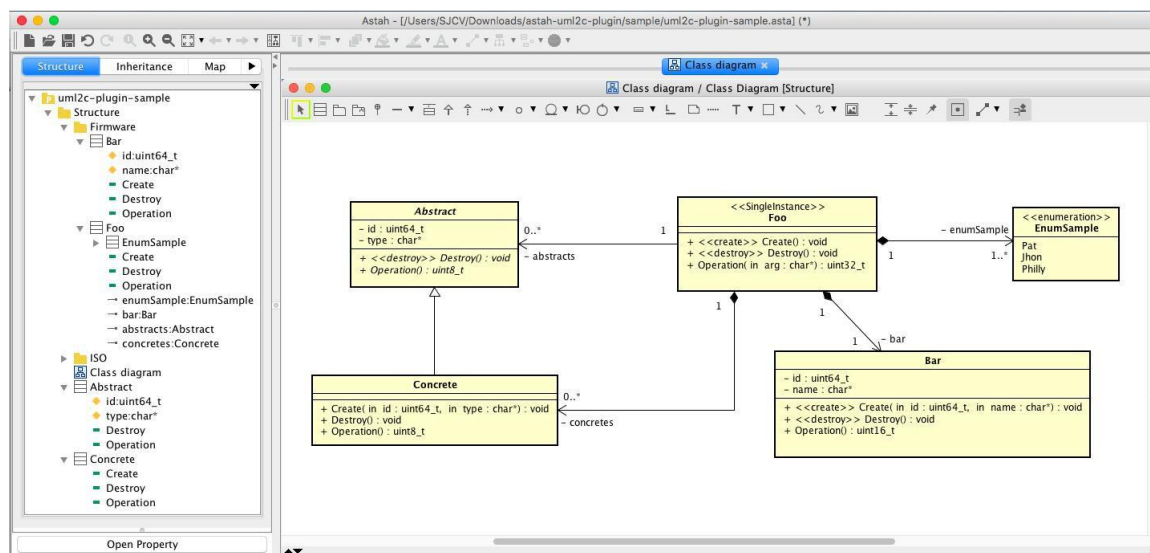 Astah - [/Users/SJCV/Downloads/astah-uml2c-plugin/sample/uml2c-plugin-sample.asta] (*)
Structure
Inheritance
Map
uml2c-plugin-sample
Structure
Firmware
Bar
id:uint64_t
name:char*
Create
Destroy
Operation
Foo
EnumSample
Create
Destroy
Operation
enumSample:EnumSample
bar:Bar
abstracts:Abstract
concretes:Concrete
ISO
Class diagram
Abstract
id:uint64_t
type:char*
Destroy
Operation
Concrete
Create
Destroy
Operation
Open Property
Class diagram
Class diagram / Class Diagram [Structure]
T
Abstract
- id : uint64_t
- type : char*
+ <<destroy>> Destroy() : void
+ Operation() : uint8_t
0..*
- abstracts
1
<<SingleInstance>>
Foo
+ <<create>> Create() : void
+ <<destroy>> Destroy() : void
+ Operation( in arg : char*) : uint32_t
1
- enumSample
1..*
<<enumeration>>
EnumSample
Pat
Jhon
Philly
1
1
1
- bar
Concrete
+ Create( in id : uint64_t, in type : char*) : void
+ Destroy() : void
+ Operation() : uint8_t
0..*
- concretes
Bar
- id : uint64_t
- name : char*
+ <<create>> Create( in id : uint64_t, in name : char*) : void
+ <<destroy>> Destroy() : void
+ Operation() : uint16_t